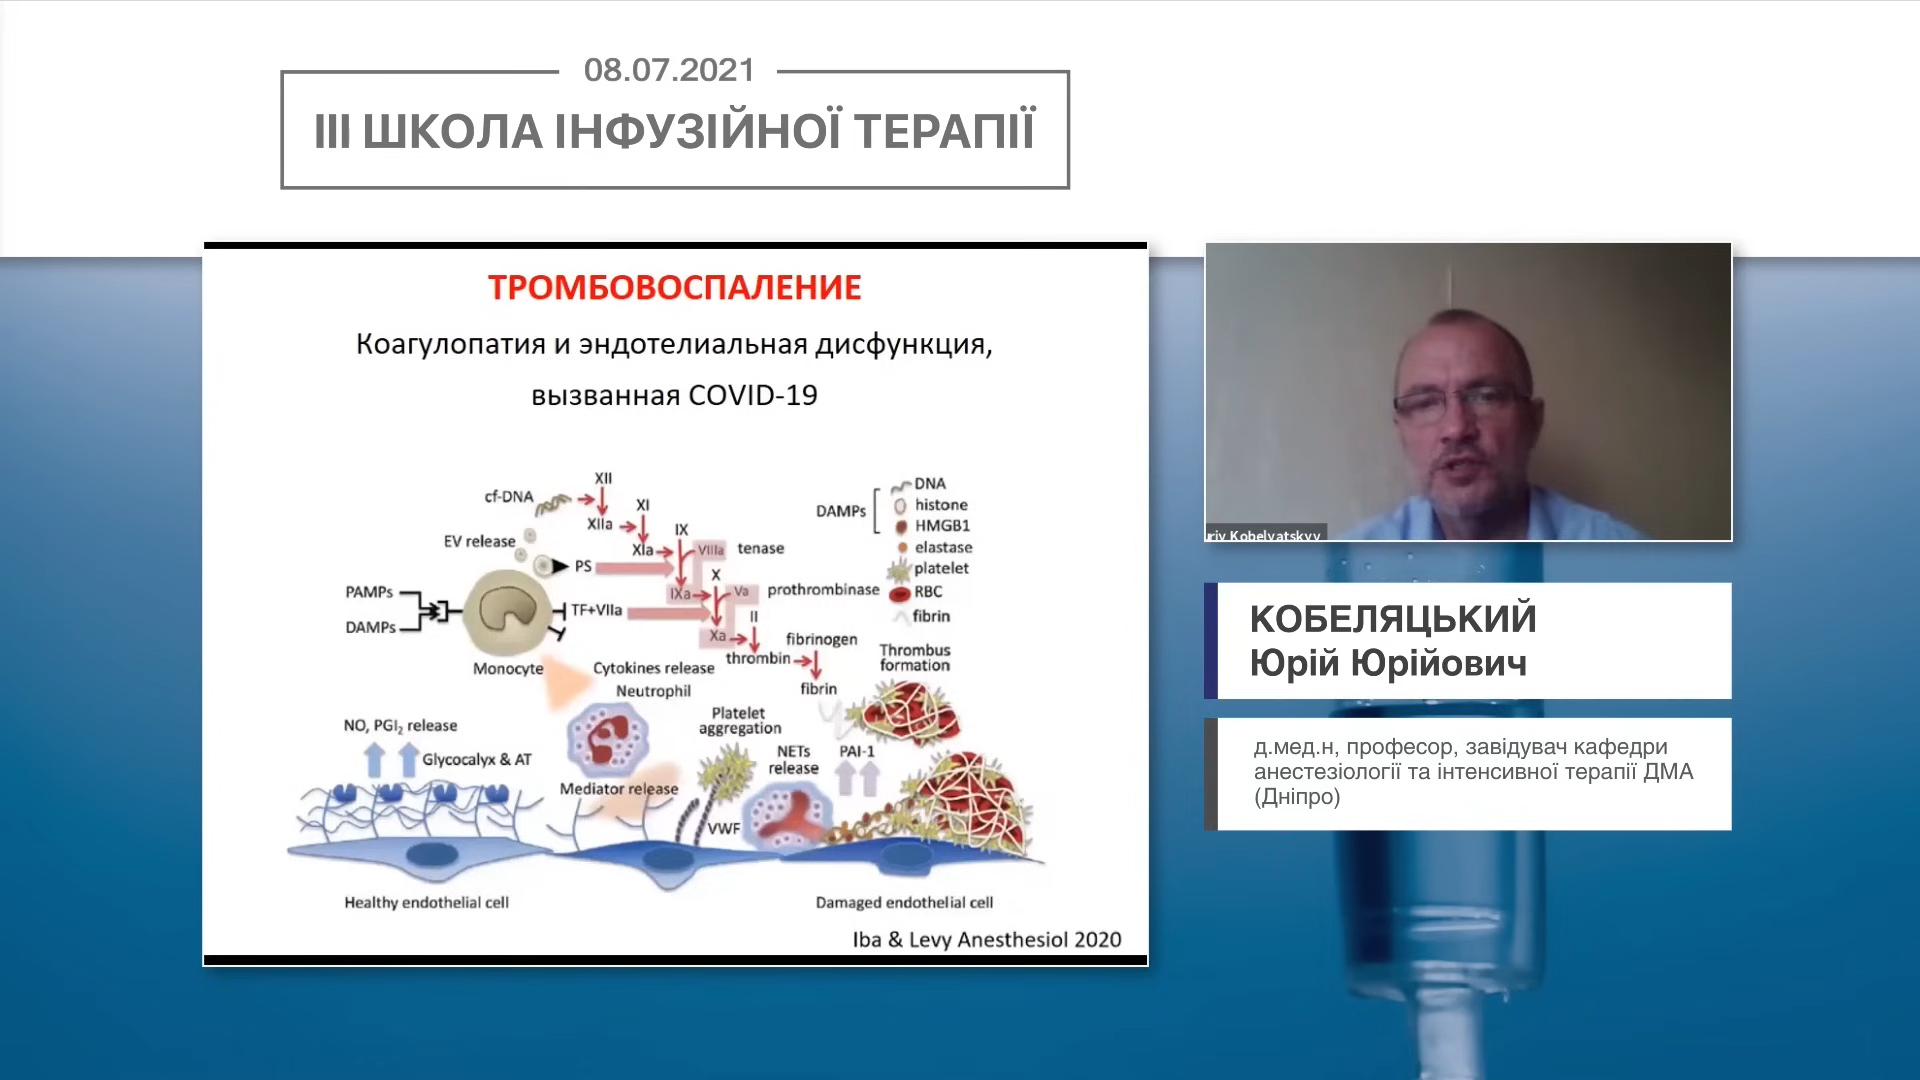 08.07.2021
III ШКОЛА ІНФУЗІЙНОЇ ТЕРАПІЇ
ТРОМБОВОСПАЛЕНИЕ
Коагулопатия и эндотелиальная дисфункция,
вызванная COVID-19
XII
cf-DNA
XI
XIIa
IX
EV release
XIa
VIIIa
tenase
PS
X
PAMPs
IXa
Va
prothrombinase
TF+VIIa
II
DAMPs
Xa
fibrinogen
thrombin
Monocyte
Cytokines release
fibrin
Neutrophil
DAMPs
DNA
histone
HMGB1
elastase
platelet
RBC
fibrin
Thrombus
formation
NO, PGI₂ release
Platelet
aggregation
Glycocalyx & AT
NETs
release
PAI-1
Mediator release
VWF
Healthy endothelial cell
Damaged endothelial cell
Iba & Levy Anesthesiol 2020
Kobelyatskyy
КОБЕЛЯЦЬКИЙ
Юрій Юрійович
д.мед.н, професор, завідувач кафедри
анестезіології та інтенсивної терапії ДМА
(Дніпро)